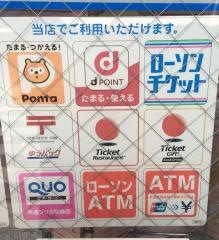 当店でご利用いただけます。
たまる・つかえる!
Ponta
d POINT
たまる・使える
ローソン
チケット
ゆうパック
Ticket
Restaurant
Ticket
Gift
QUO
ローソン
ATM
ATM